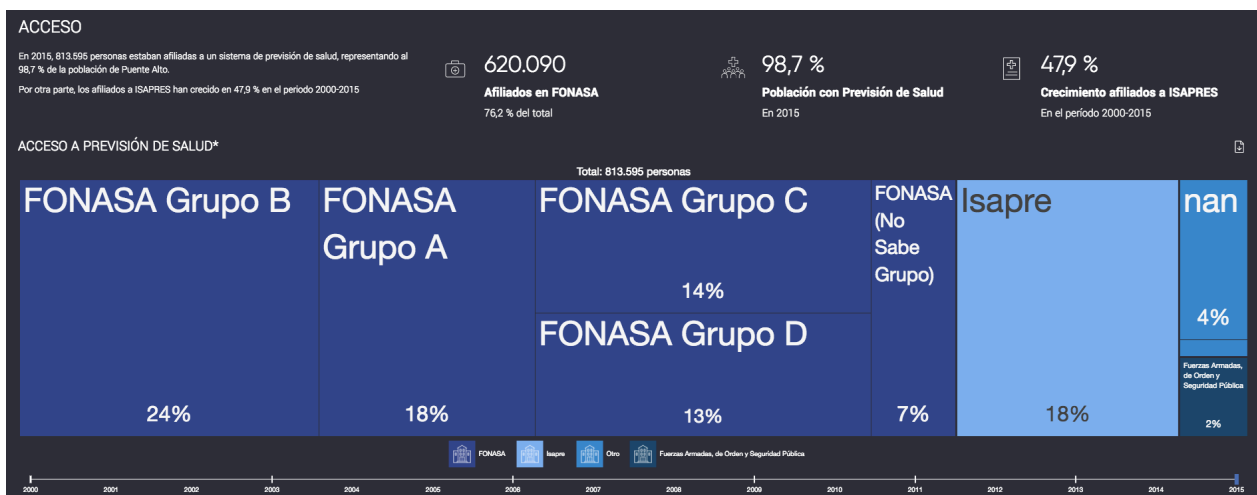 ACCESO
En 2015, 813.595 personas estaban afiliadas a un sistema de previsión de salud, representando al
98,7 % de la población de Puente Alto.
Por otra parte, los afiliados a ISAPRES han crecido en 47,9 % en el periodo 2000-2015
620.090
Afiliados en FONASA
76,2 % del total
98,7 %
Población con Previsión de Salud
En 2015
47,9 %
Crecimiento afiliados a ISAPRES
En el período 2000-2015
ACCESO A PREVISIÓN DE SALUD*
Total: 813.595 personas
FONASA Grupo B
24%
FONASA
Grupo A
18%
FONASA Grupo C
14%
FONASA Grupo D
13%
FONASA
(No
Sabe
Grupo)
7%
Isapre
18%
nan
4%
Fuerzas Armadas,
de Orden y
Seguridad Pública
2%
FONASA Isapre Otro Fuerzas Armadas, de Orden y Seguridad Pública
2000 2001 2002 2003 2004 2005 2006 2007 2008 2009 2010 2011 2012 2013 2014 2015